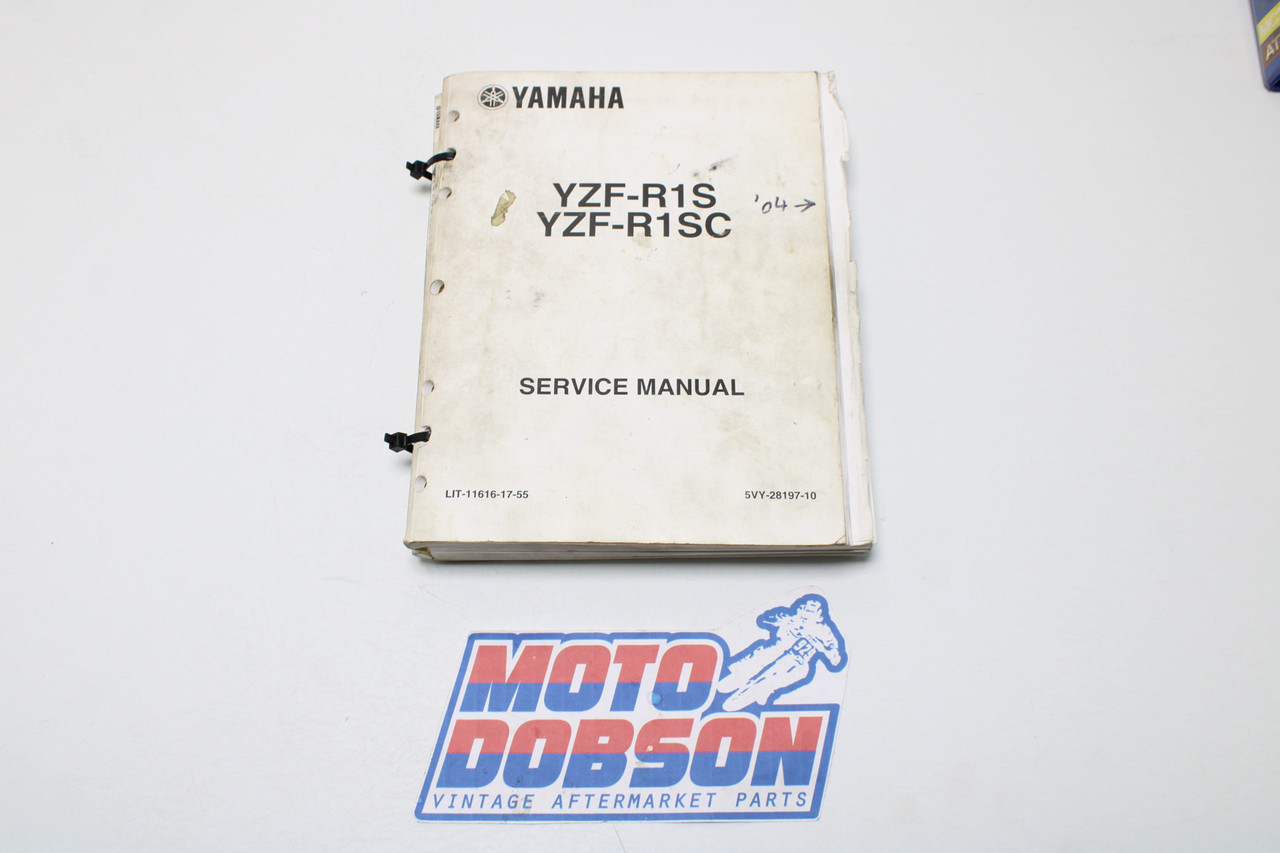 YAMAHA
YZF-R1S
YZF-R1SC
'04 →
SERVICE MANUAL
LIT-11616-17-55
5VY-28197-10
MOTO
DOBSON
VINTAGE AFTERMARKET PARTS